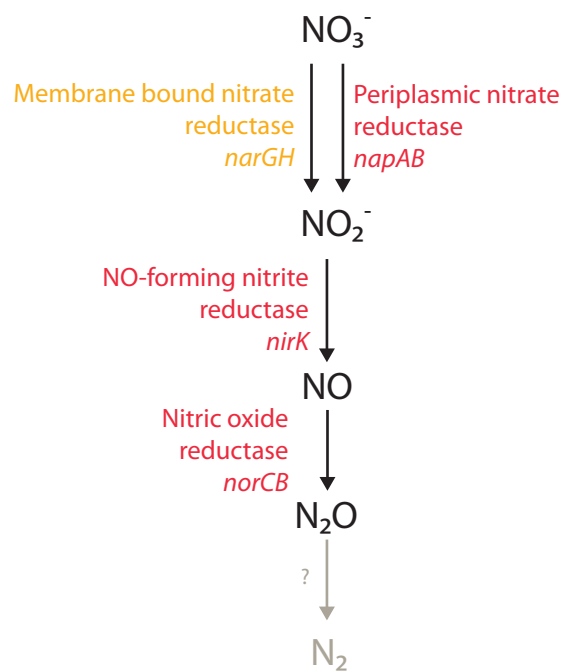 NO₃⁻
Membrane bound nitrate
reductase
narGH
Periplasmic nitrate
reductase
napAB
NO₂⁻
NO-forming nitrite
reductase
nirK
NO
Nitric oxide
reductase
norCB
N₂O
?
N₂